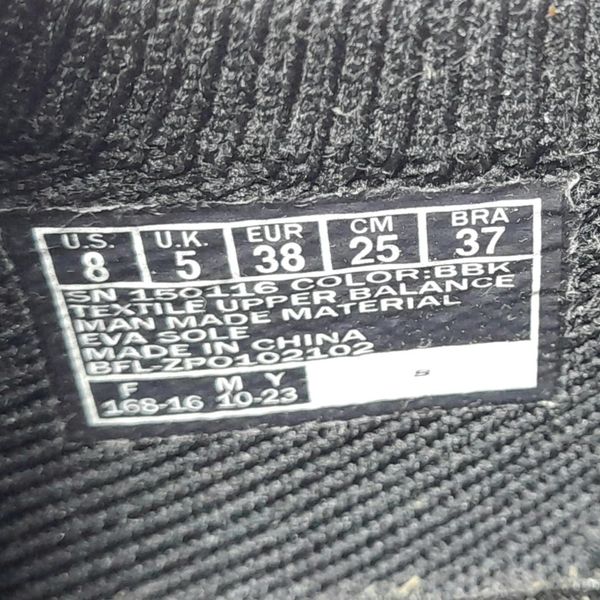 U.S. U.K. EUR CM BRA
8 5 38 25 37
SN 150116 COLOR:BBK
TEXTILE UPPER BALANCE
MAN MADE MATERIAL
EVA SOLE
MADE IN CHINA
BFL-ZPO102102
F M Y
168-16 10-23